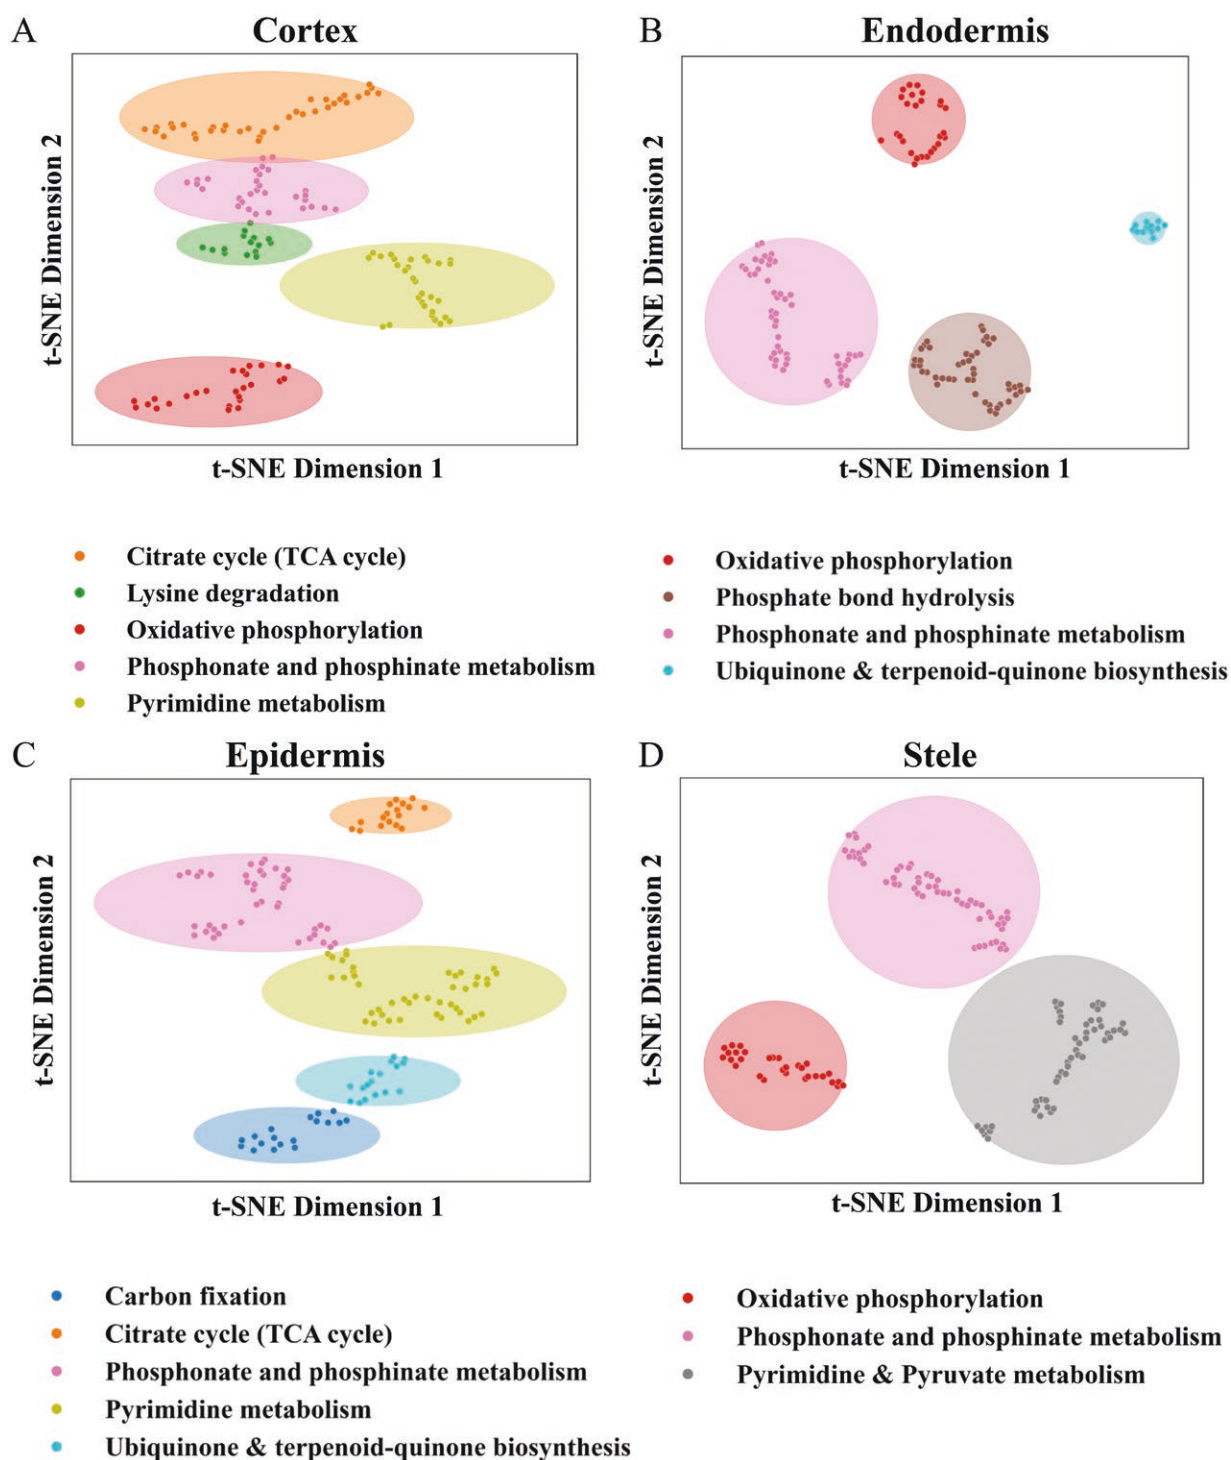 A
Cortex
t-SNE Dimension 2
t-SNE Dimension 1
Citrate cycle (TCA cycle)
Lysine degradation
Oxidative phosphorylation
Phosphonate and phosphinate metabolism
Pyrimidine metabolism
B
Endodermis
t-SNE Dimension 2
t-SNE Dimension 1
Oxidative phosphorylation
Phosphate bond hydrolysis
Phosphonate and phosphinate metabolism
Ubiquinone & terpenoid-quinone biosynthesis
C
Epidermis
t-SNE Dimension 2
t-SNE Dimension 1
Carbon fixation
Citrate cycle (TCA cycle)
Phosphonate and phosphinate metabolism
Pyrimidine metabolism
Ubiquinone & terpenoid-quinone biosynthesis
D
Stele
t-SNE Dimension 2
t-SNE Dimension 1
Oxidative phosphorylation
Phosphonate and phosphinate metabolism
Pyrimidine & Pyruvate metabolism